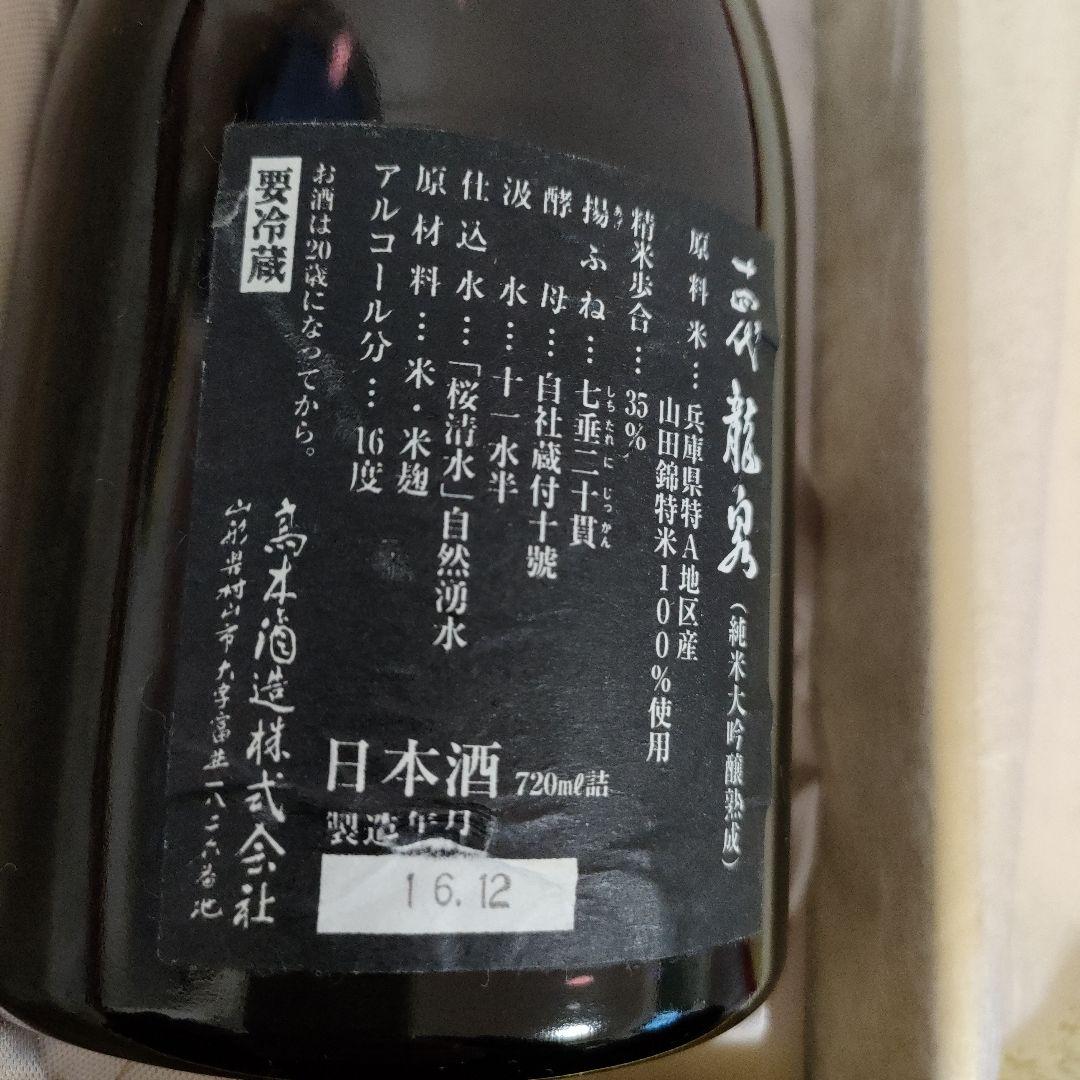 十四代 龍泉 (純米大吟醸熟成)
原料米…兵庫県特A地区産
山田錦特米100%使用
精米歩合…35%
揚ふね…七垂二十貫
あげ
しちたれにじっかん
酵母…自社蔵付十號
汲水…十一水半
仕込水…「桜清水」自然湧水
原材料…米・米麹
アルコール分…16度
お酒は20歳になってから。
要冷蔵
日本酒 720mℓ詰
製造年月
16.12
高木酒造株式会社
山形県村山市大字富並一八二六番地